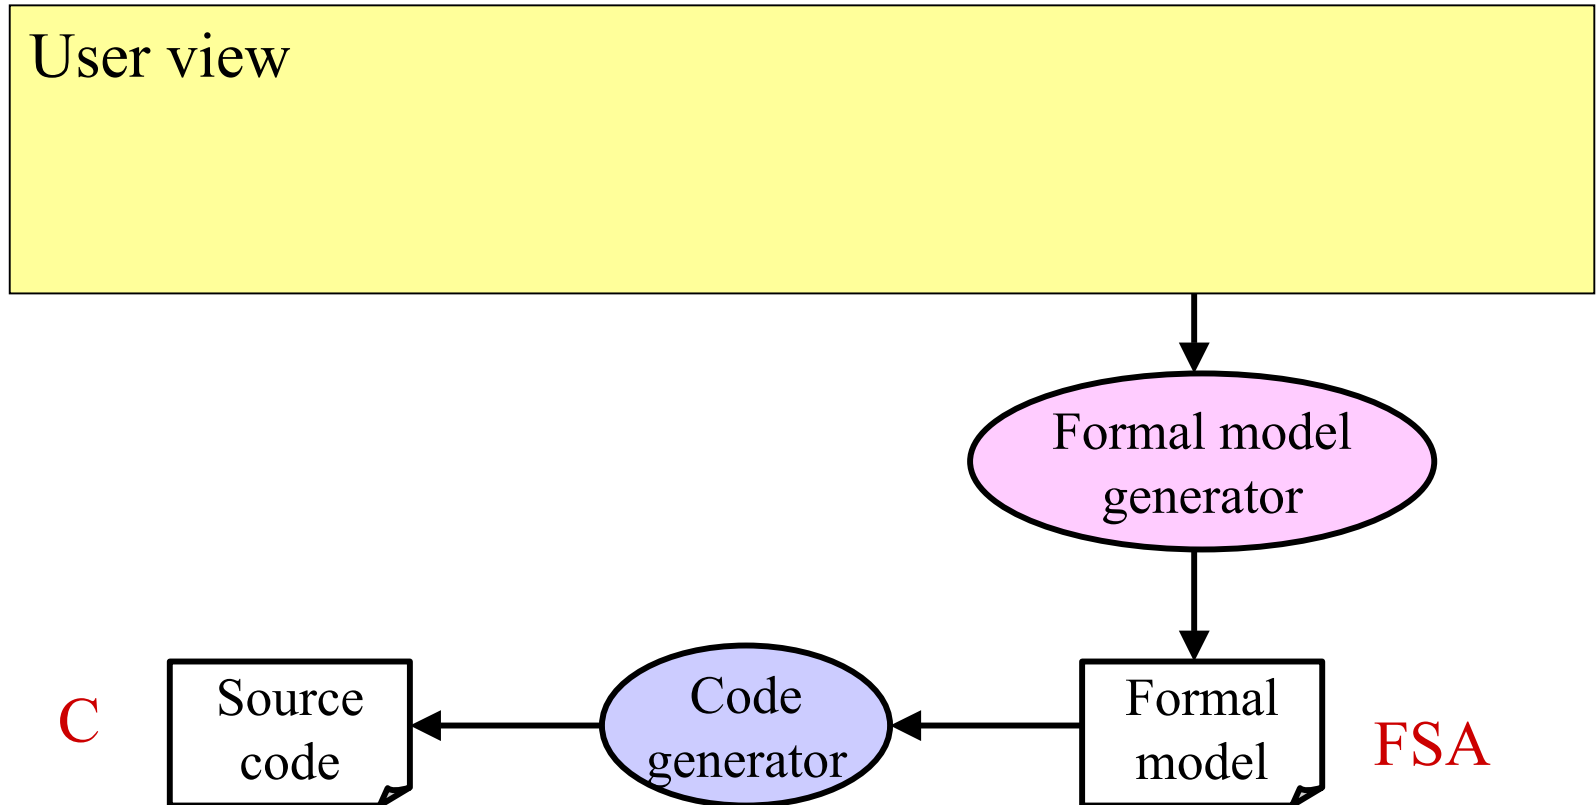 User view
Formal model
generator
C
Source
code
Code
generator
Formal
model
FSA